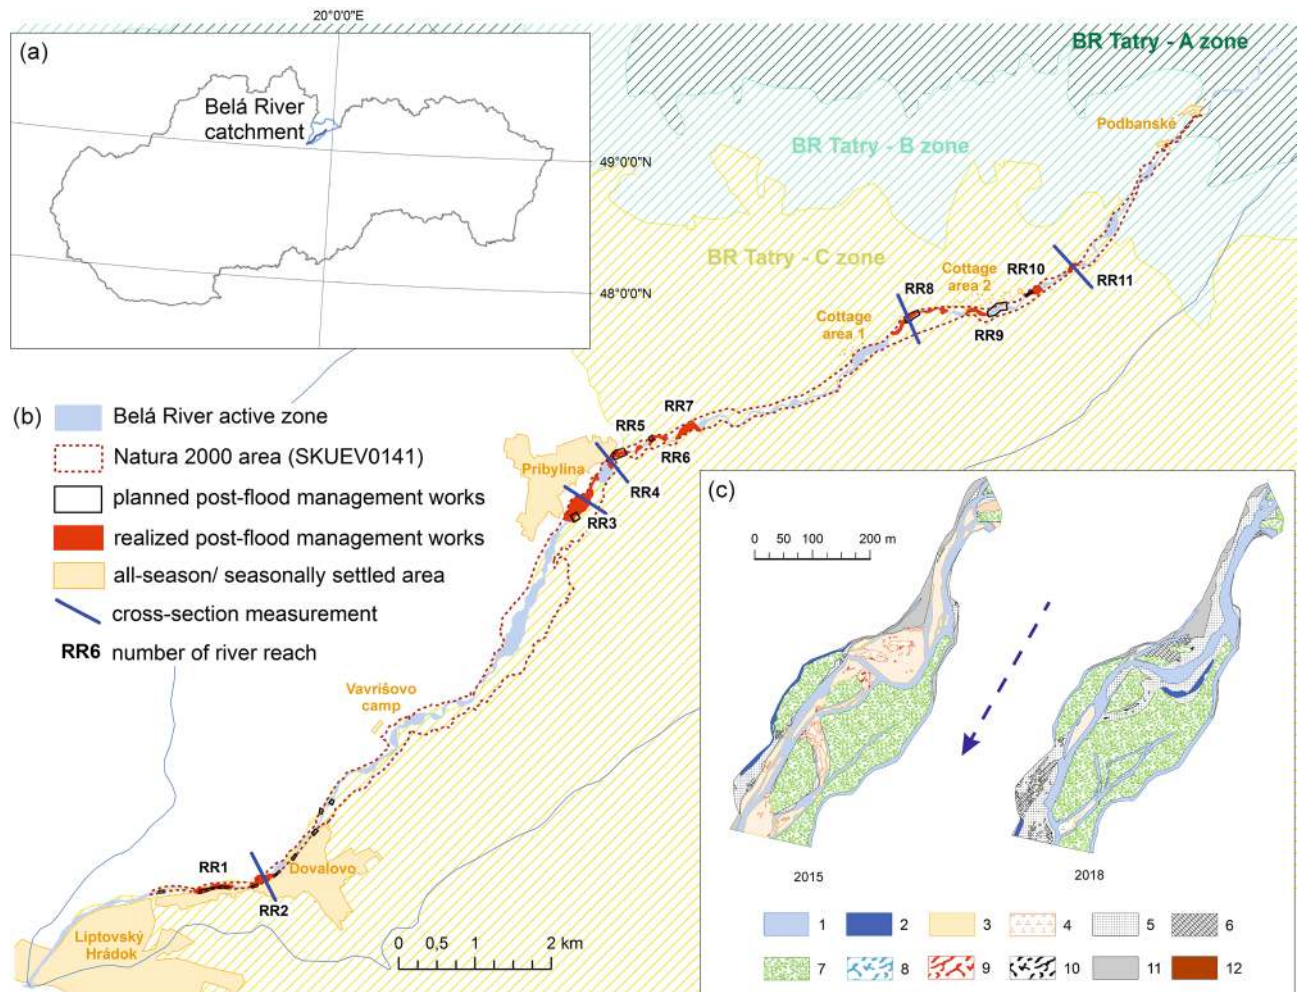 20°0'0"E
(a)
Belá River
catchment
49°0'0"N
48°0'0"N
BR Tatry - A zone
Podbanské
BR Tatry - B zone
BR Tatry - C zone
Cottage
area 2
RR10
RR11
RR8
Cottage
area 1
RR9
(b)
Belá River active zone
Natura 2000 area (SKUEV0141)
planned post-flood management works
realized post-flood management works
all-season/ seasonally settled area
cross-section measurement
RR6 number of river reach
RR7
RR5
RR6
Pribylina
RR4
RR3
Vavrišovo
camp
RR1
Dovalovo
RR2
Liptovský
Hrádok
0 0,5 1 2 km
(c)
0 50 100 200 m
2015 2018
1 2 3 4 5 6
7 8 9 10 11 12